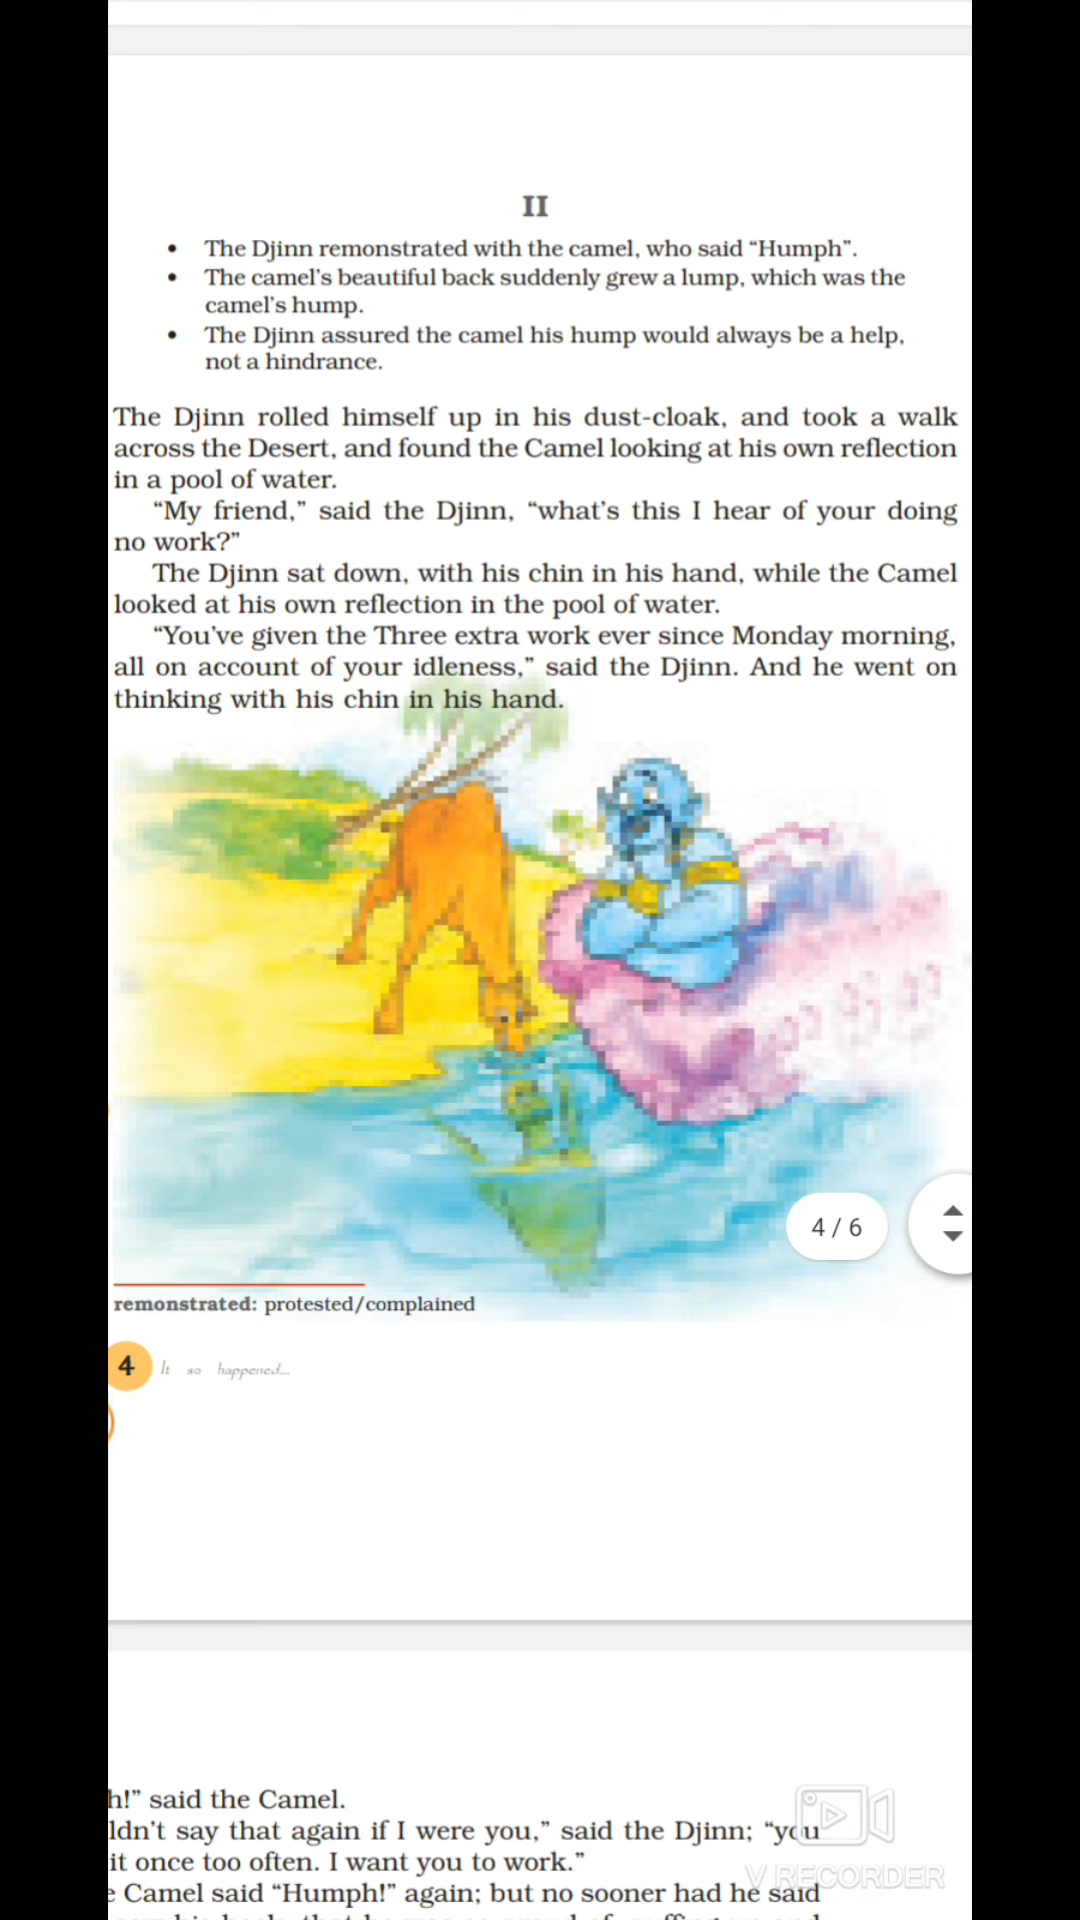 II
• The Djinn remonstrated with the camel, who said “Humph”.
• The camel’s beautiful back suddenly grew a lump, which was the
camel’s hump.
• The Djinn assured the camel his hump would always be a help,
not a hindrance.
The Djinn rolled himself up in his dust-cloak, and took a walk
across the Desert, and found the Camel looking at his own reflection
in a pool of water.
“My friend,” said the Djinn, “what’s this I hear of your doing
no work?”
The Djinn sat down, with his chin in his hand, while the Camel
looked at his own reflection in the pool of water.
“You’ve given the Three extra work ever since Monday morning,
all on account of your idleness,” said the Djinn. And he went on
thinking with his chin in his hand.
4 / 6
remonstrated: protested/complained
4 It so happened...
h!” said the Camel.
ldn’t say that again if I were you,” said the Djinn; “you
it once too often. I want you to work.”
e Camel said “Humph!” again; but no sooner had he said
V RECORDER